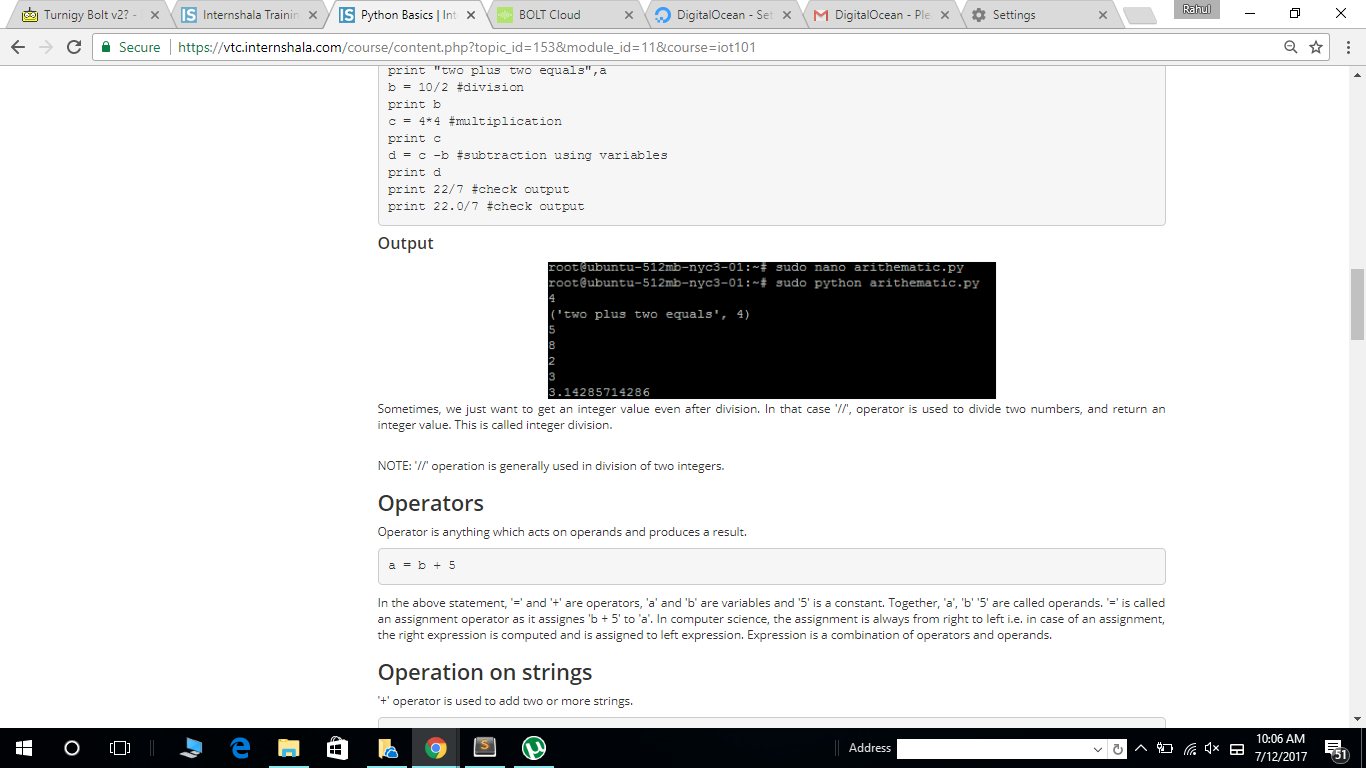 Turnigy Bolt v2? -
Internshala Trainin
Python Basics | Int
BOLT Cloud
DigitalOcean - Set
DigitalOcean - Ple
Settings
Rahul
Secure
https://vtc.internshala.com/course/content.php?topic_id=153&module_id=11&course=iot101
print "two plus two equals",a
b = 10/2 #division
print b
c = 4*4 #multiplication
print c
d = c -b #subtraction using variables
print d
print 22/7 #check output
print 22.0/7 #check output
Output
root@ubuntu-512mb-nyc3-01:~# sudo nano arithematic.py
root@ubuntu-512mb-nyc3-01:~# sudo python arithematic.py
4
('two plus two equals', 4)
5
8
2
3
3.14285714286
Sometimes, we just want to get an integer value even after division. In that case '//', operator is used to divide two numbers, and return an
integer value. This is called integer division.
NOTE: '//' operation is generally used in division of two integers.
Operators
Operator is anything which acts on operands and produces a result.
a = b + 5
In the above statement, '=' and '+' are operators, 'a' and 'b' are variables and '5' is a constant. Together, 'a', 'b' '5' are called operands. '=' is called
an assignment operator as it assignes 'b + 5' to 'a'. In computer science, the assignment is always from right to left i.e. in case of an assignment,
the right expression is computed and is assigned to left expression. Expression is a combination of operators and operands.
Operation on strings
'+' operator is used to add two or more strings.
Address
10:06 AM
7/12/2017
51